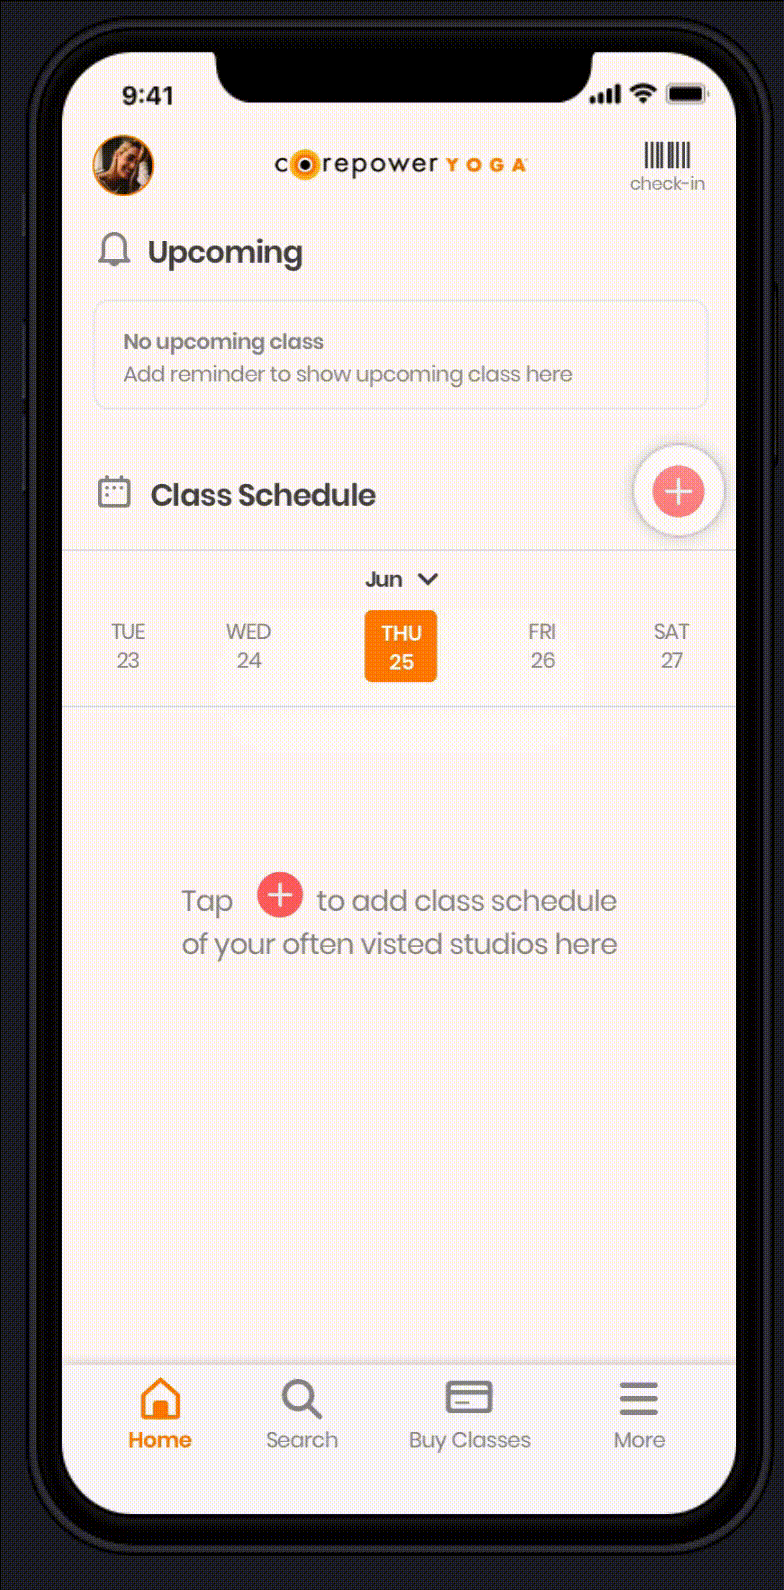 9:41
corepower YOGA
check-in
Upcoming
No upcoming class
Add reminder to show upcoming class here
Class Schedule
Jun
TUE WED THU FRI SAT
23 24 25 26 27
Tap + to add class schedule
of your often visted studios here
Home Search Buy Classes More